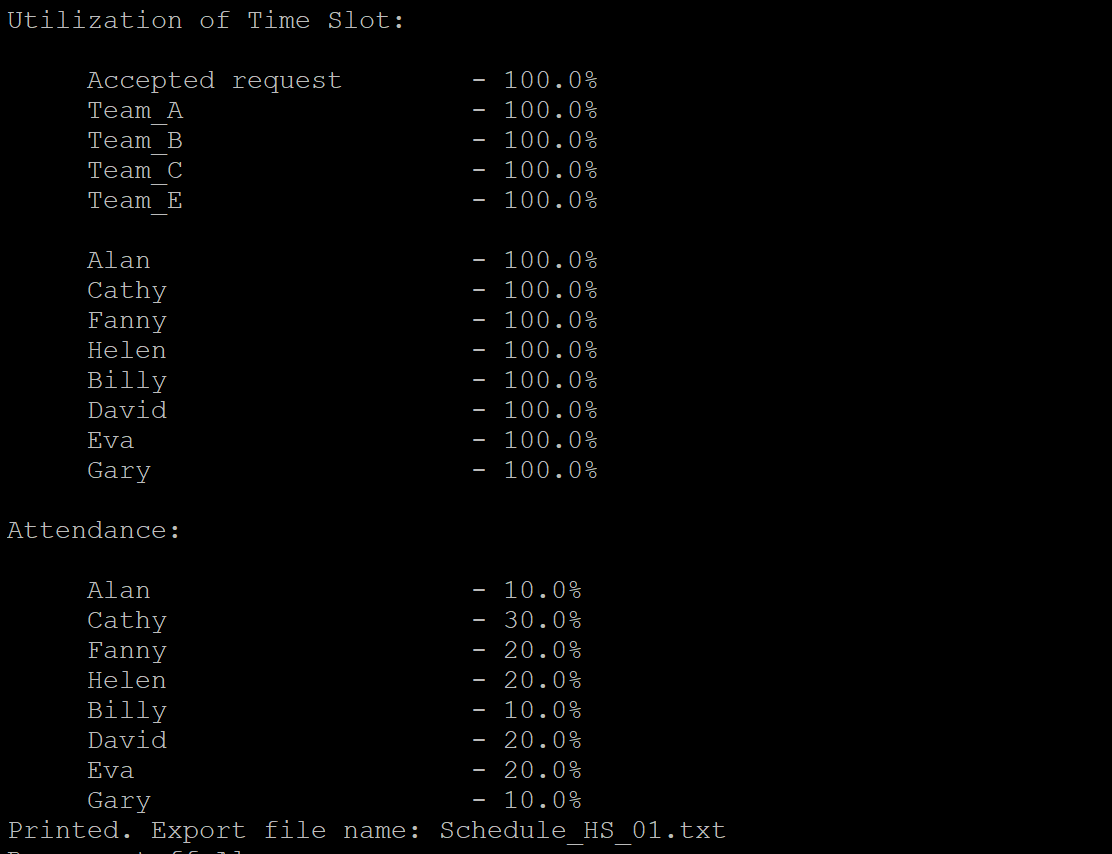 Utilization of Time Slot:
Accepted request - 100.0%
Team_A - 100.0%
Team_B - 100.0%
Team_C - 100.0%
Team_E - 100.0%
Alan - 100.0%
Cathy - 100.0%
Fanny - 100.0%
Helen - 100.0%
Billy - 100.0%
David - 100.0%
Eva - 100.0%
Gary - 100.0%
Attendance:
Alan - 10.0%
Cathy - 30.0%
Fanny - 20.0%
Helen - 20.0%
Billy - 10.0%
David - 20.0%
Eva - 20.0%
Gary - 10.0%
Printed. Export file name: Schedule_HS_01.txt